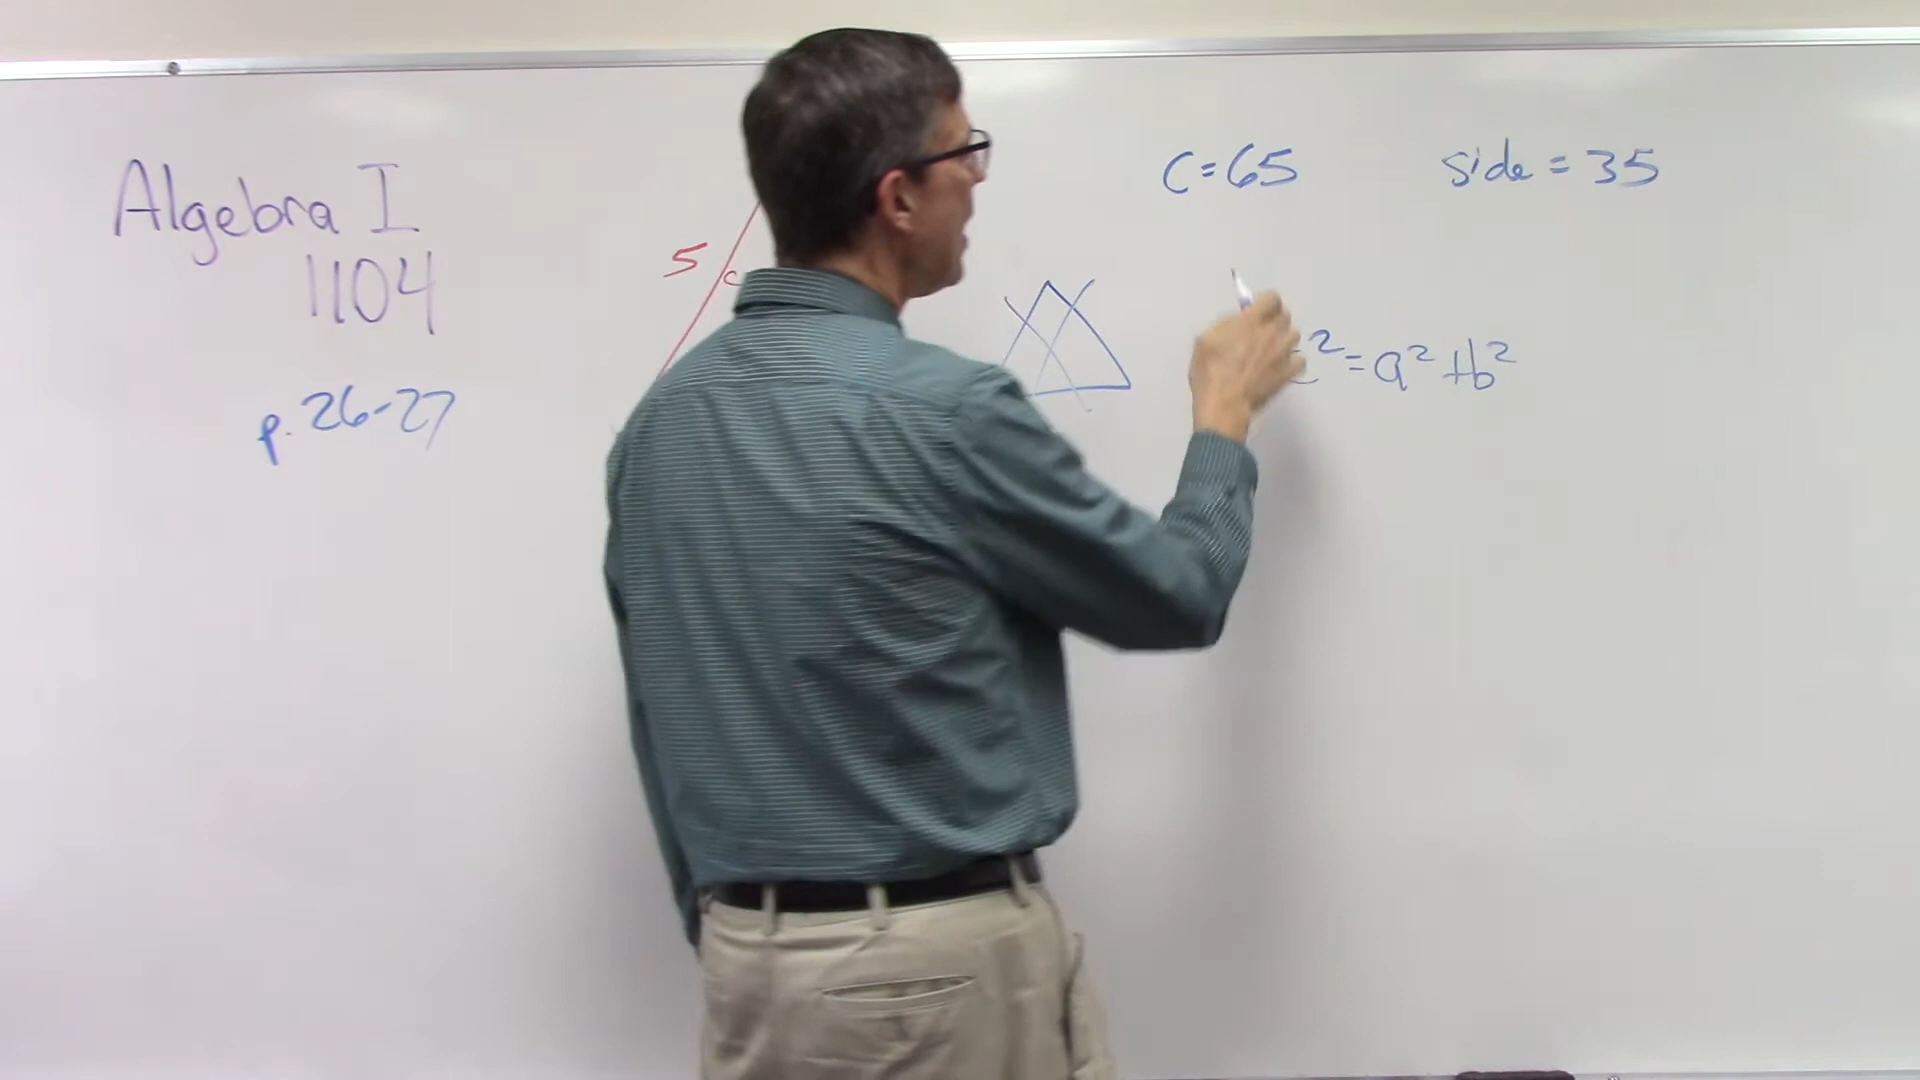 Algebra I
1104
p. 26-27
5
c
c=65
side = 35
c²=a²+b²